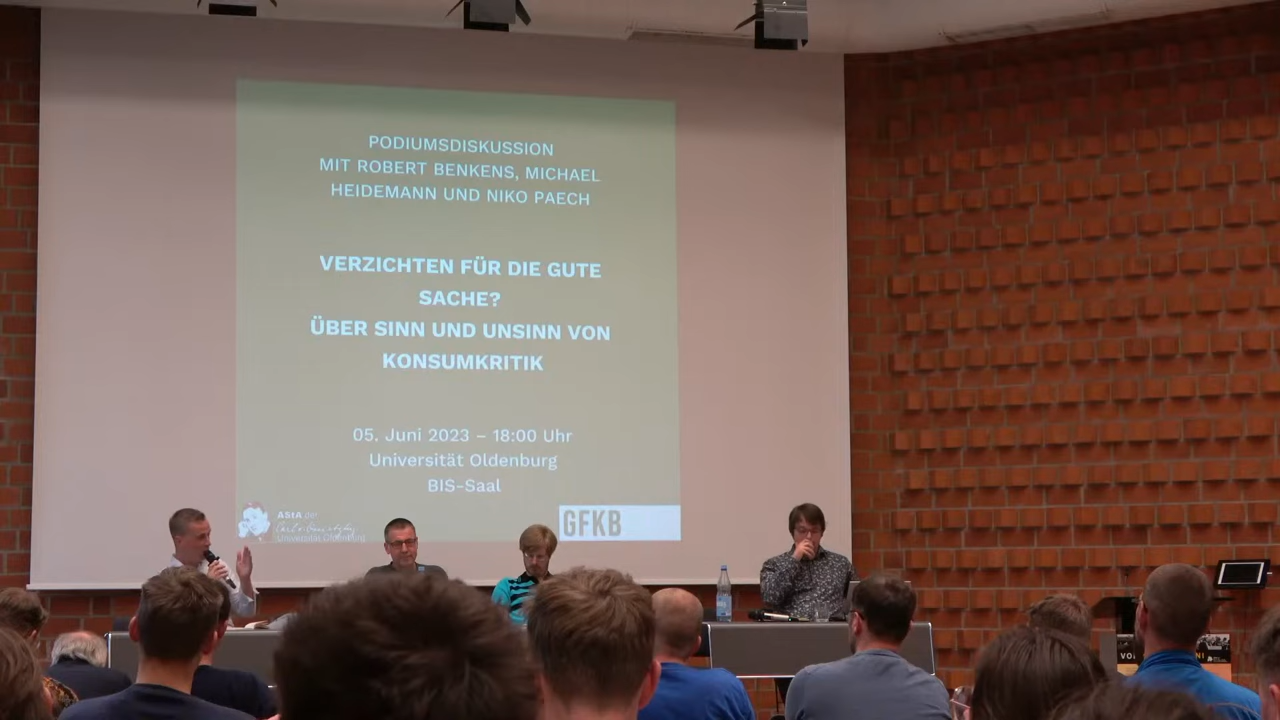 PODIUMSDISKUSSION
MIT ROBERT BENKENS, MICHAEL
HEIDEMANN UND NIKO PAECH
VERZICHTEN FÜR DIE GUTE
SACHE?
ÜBER SINN UND UNSINN VON
KONSUMKRITIK
05. Juni 2023 – 18:00 Uhr
Universität Oldenburg
BIS-Saal
AStA der
Universität Oldenburg
GFKB